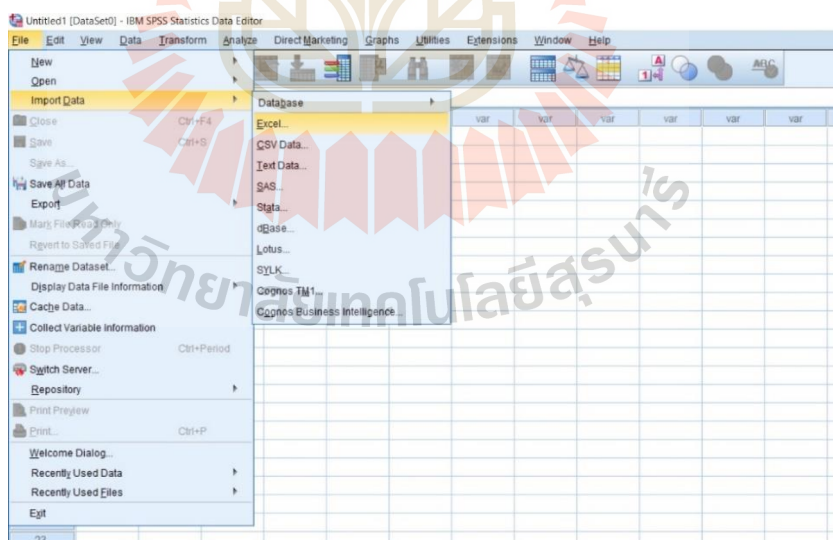 Untitled1 [DataSet0] - IBM SPSS Statistics Data Editor
File Edit View Data Transform Analyze Direct Marketing Graphs Utilities Extensions Window Help
New
Open
Import Data
Close Ctrl+F4
Save Ctrl+S
Save As...
Save All Data
Export
Mark File Read Only
Revert to Saved File
Rename Dataset...
Display Data File Information
Cache Data...
Collect Variable Information
Stop Processor Ctrl+Period
Switch Server...
Repository
Print Preview
Print... Ctrl+P
Welcome Dialog...
Recently Used Data
Recently Used Files
Exit
Database
Excel...
CSV Data...
Text Data...
SAS...
Stata...
dBase...
Lotus...
SYLK...
Cognos TM1...
Cognos Business Intelligence...
var var var var var var
23
A
14
ABC
มหาวิทยาลัยเทคโนโลยีสุรนารี